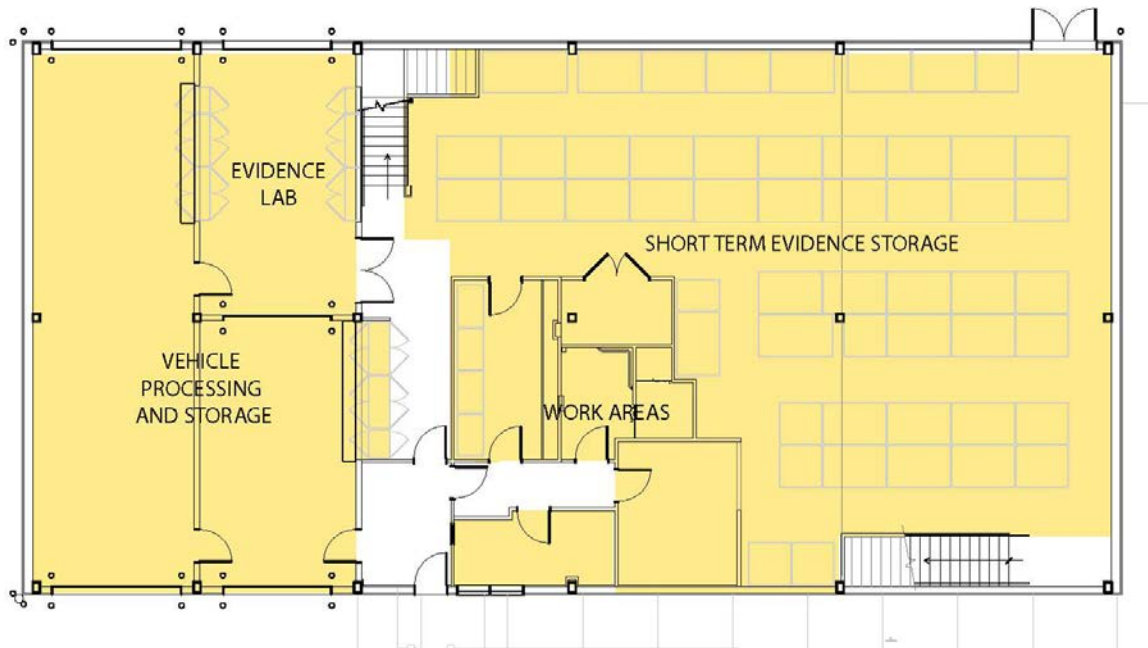 EVIDENCE
LAB
SHORT TERM EVIDENCE STORAGE
VEHICLE
PROCESSING
AND STORAGE
WORK AREAS